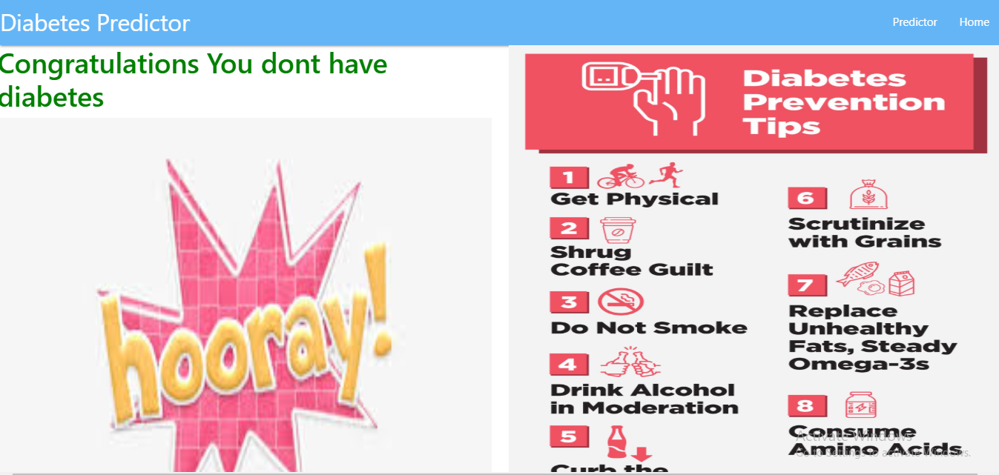 Diabetes Predictor
Predictor
Home
Congratulations You dont have
diabetes
hooray!
Diabetes
Prevention
Tips
1
Get Physical
2
Shrug
Coffee Guilt
3
Do Not Smoke
4
Drink Alcohol
in Moderation
5
Curb the
6
Scrutinize
with Grains
7
Replace
Unhealthy
Fats, Steady
Omega-3s
8
Consume
Amino Acids
Activate Windows
Go to Settings to activate Windows.